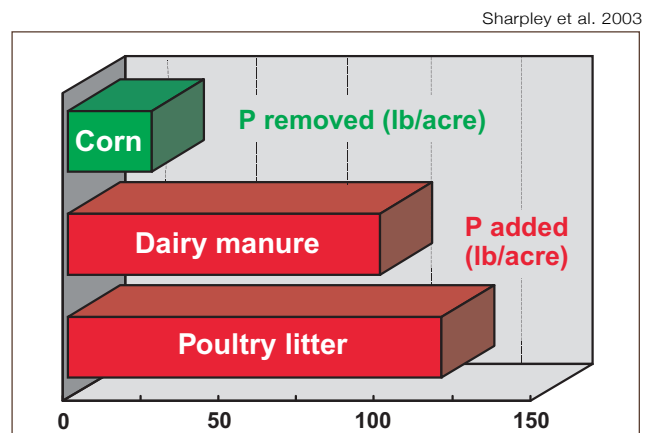 Sharpley et al. 2003
Corn
P removed (lb/acre)
Dairy manure
P added
(lb/acre)
Poultry litter
0 50 100 150